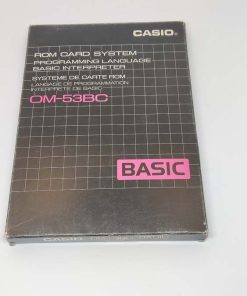 CASIO®
ROM CARD SYSTEM
PROGRAMMING LANGUAGE
BASIC INTERPRETER
SYSTEME DE CARTE ROM
LANGAGE DE PROGRAMMATION
INTERPRETE DE BASIC
OM-53BC
BASIC
CASIO